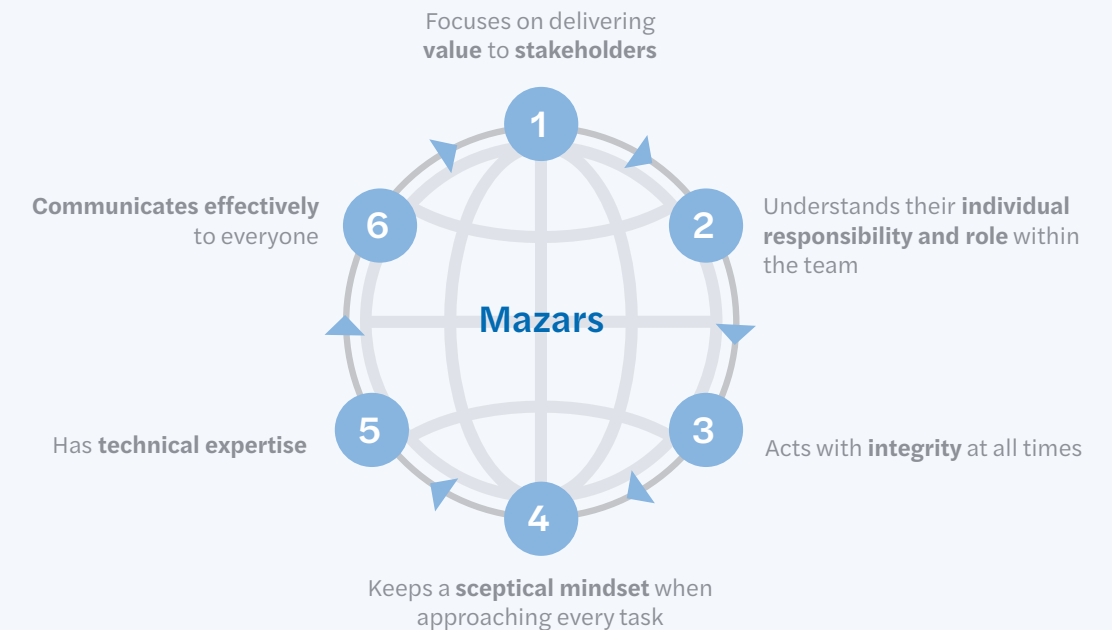 Focuses on delivering
value to stakeholders
1
2
Understands their individual
responsibility and role within
the team
3
Acts with integrity at all times
4
Keeps a sceptical mindset when
approaching every task
5
Has technical expertise
6
Communicates effectively
to everyone
Mazars